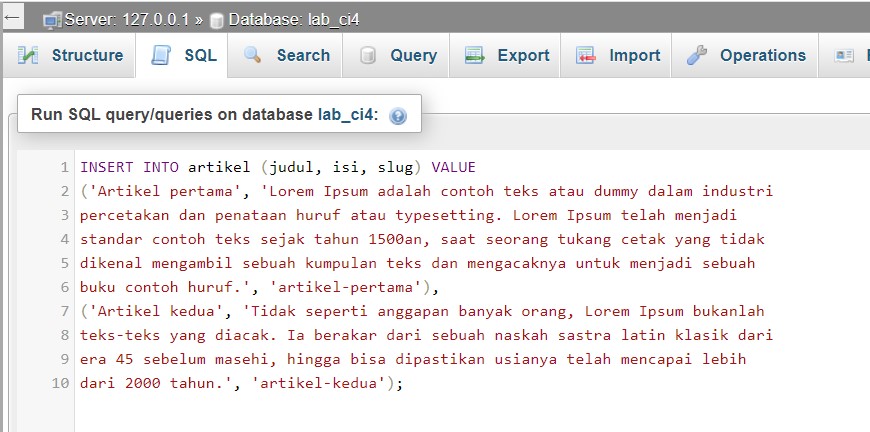 ← Server: 127.0.0.1 » Database: lab_ci4
Structure SQL Search Query Export Import Operations
Run SQL query/queries on database lab_ci4:
1 INSERT INTO artikel (judul, isi, slug) VALUE
2 ('Artikel pertama', 'Lorem Ipsum adalah contoh teks atau dummy dalam industri
3 percetakan dan penataan huruf atau typesetting. Lorem Ipsum telah menjadi
4 standar contoh teks sejak tahun 1500an, saat seorang tukang cetak yang tidak
5 dikenal mengambil sebuah kumpulan teks dan mengacaknya untuk menjadi sebuah
6 buku contoh huruf.', 'artikel-pertama'),
7 ('Artikel kedua', 'Tidak seperti anggapan banyak orang, Lorem Ipsum bukanlah
8 teks-teks yang diacak. Ia berakar dari sebuah naskah sastra latin klasik dari
9 era 45 sebelum masehi, hingga bisa dipastikan usianya telah mencapai lebih
10 dari 2000 tahun.', 'artikel-kedua');